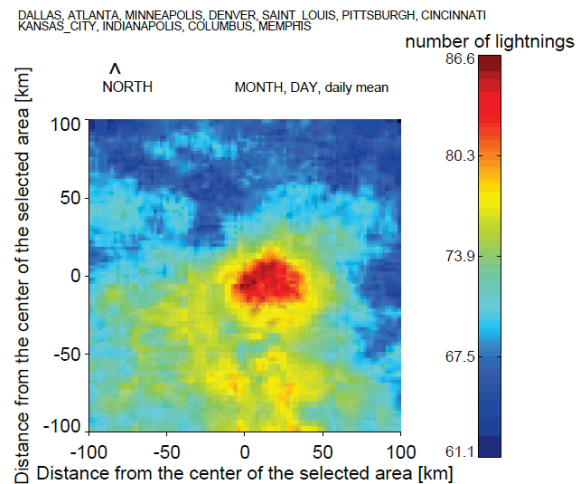 DALLAS, ATLANTA, MINNEAPOLIS, DENVER, SAINT_LOUIS, PITTSBURGH, CINCINNATI
KANSAS_CITY, INDIANAPOLIS, COLUMBUS, MEMPHIS
number of lightnings
^
NORTH
MONTH, DAY, daily mean
86.6
80.3
73.9
67.5
61.1
Distance from the center of the selected area [km]
100
50
0
-50
-100
-100 -50 0 50 100
Distance from the center of the selected area [km]